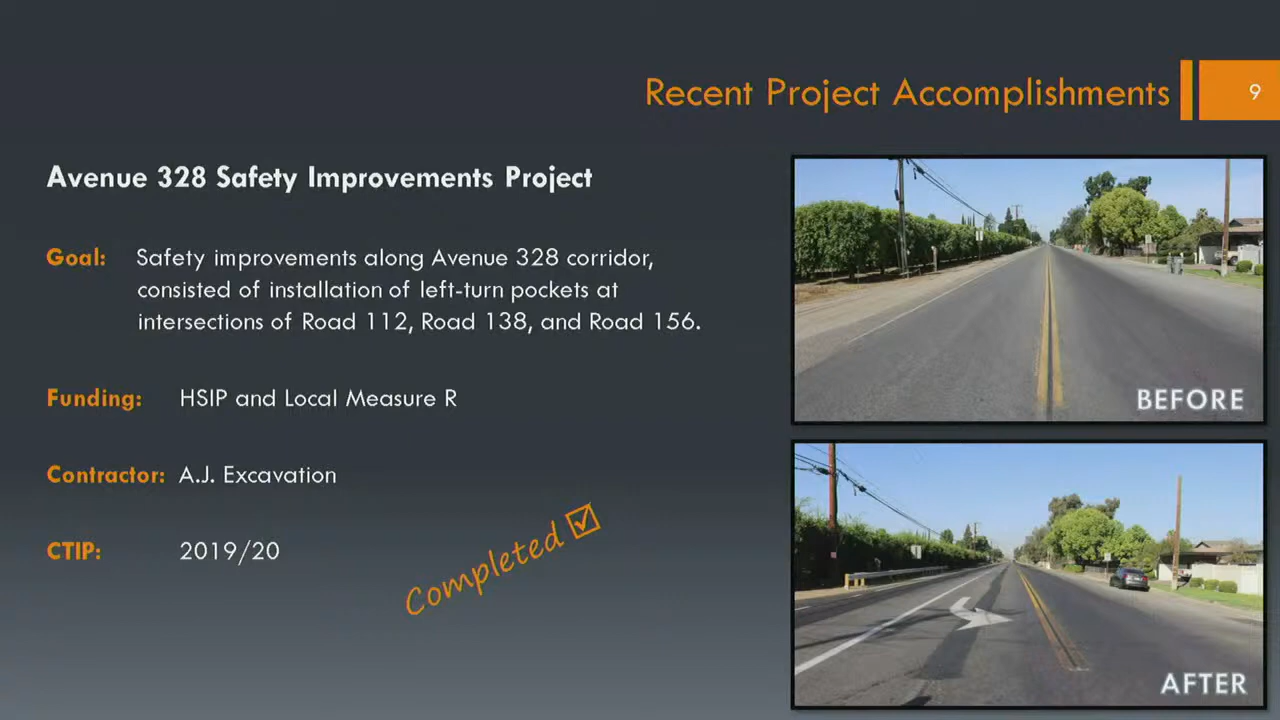 Recent Project Accomplishments
9
Avenue 328 Safety Improvements Project
Goal: Safety improvements along Avenue 328 corridor,
consisted of installation of left-turn pockets at
intersections of Road 112, Road 138, and Road 156.
Funding: HSIP and Local Measure R
Contractor: A.J. Excavation
CTIP: 2019/20
Completed
BEFORE
AFTER